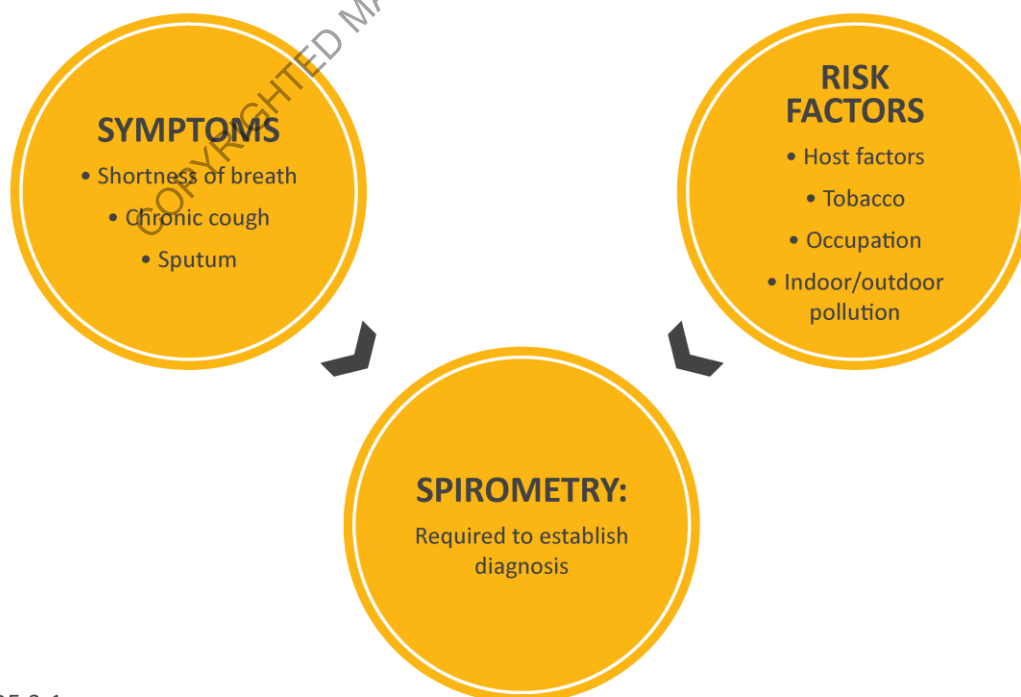 SYMPTOMS
• Shortness of breath
• Chronic cough
• Sputum
RISK
FACTORS
• Host factors
• Tobacco
• Occupation
• Indoor/outdoor
pollution
SPIROMETRY:
Required to establish
diagnosis
COPYRIGHTED